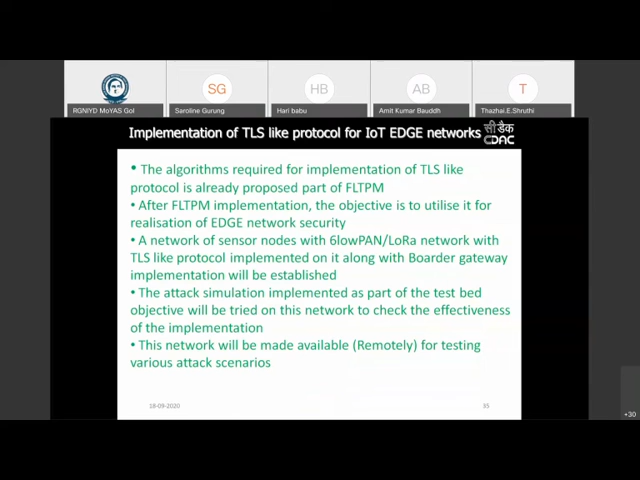 SG
HB
AB
T
RGNIYD MoYAS GoI
Saroline Gurung
Hari babu
Amit Kumar Bauddh
Thazhai.E.Shruthi
Implementation of TLS like protocol for IoT EDGE networks
सी डैक
CDAC
• The algorithms required for implementation of TLS like
protocol is already proposed part of FLTPM
• After FLTPM implementation, the objective is to utilise it for
realisation of EDGE network security
• A network of sensor nodes with 6lowPAN/LoRa network with
TLS like protocol implemented on it along with Boarder gateway
implementation will be established
• The attack simulation implemented as part of the test bed
objective will be tried on this network to check the effectiveness
of the implementation
• This network will be made available (Remotely) for testing
various attack scenarios
18-09-2020
35
•30